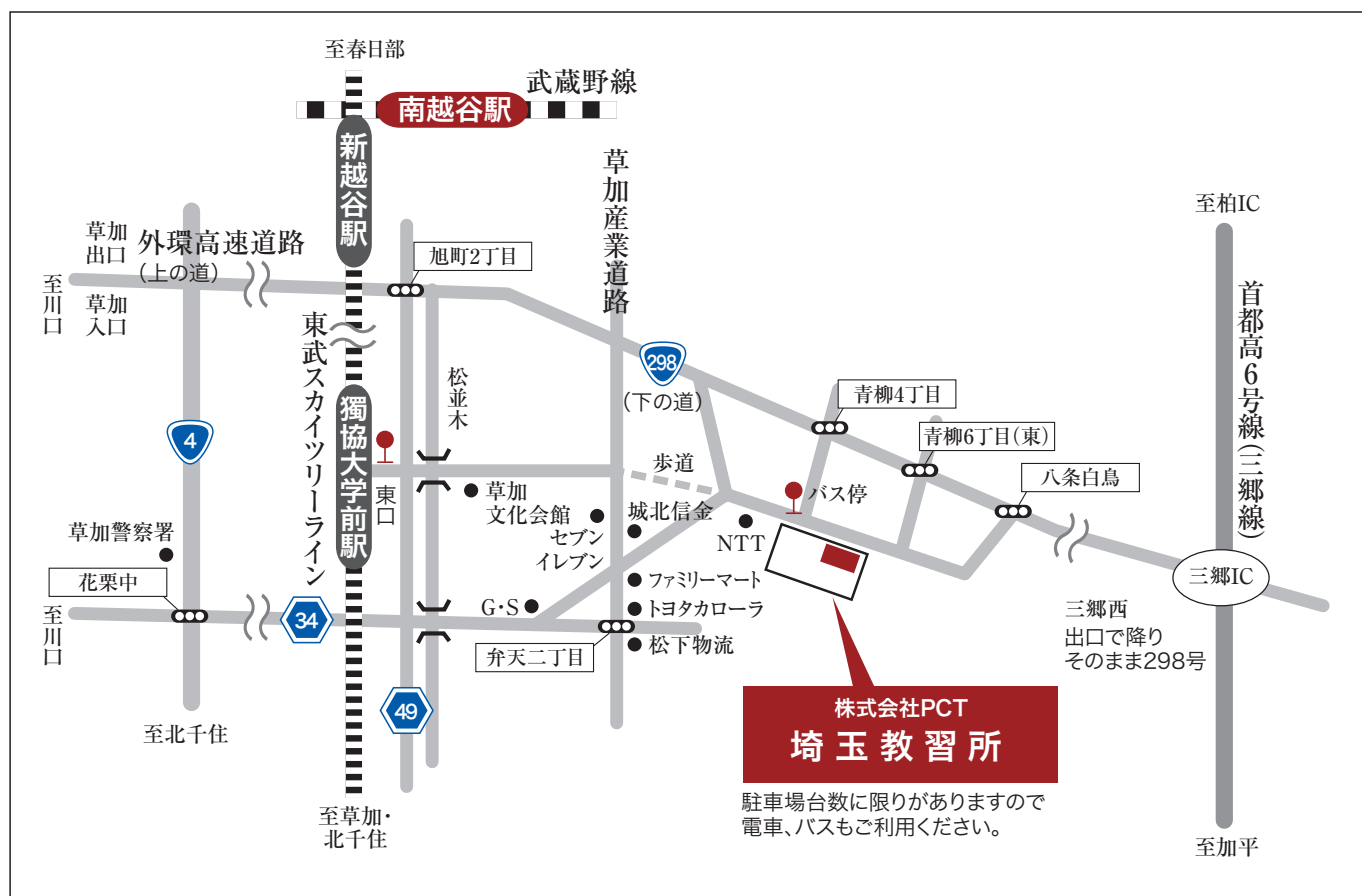 至春日部
武蔵野線
南越谷駅
新越谷駅
草加産業道路
至柏IC
草加
出口
外環高速道路
(上の道)
旭町2丁目
至川口
草加
入口
東武スカイツリーライン
首都高6号線(三郷線)
松並木
298
(下の道)
青柳4丁目
4
獨協大学前駅
青柳6丁目(東)
東口
歩道
八条白鳥
草加
文化会館
バス停
城北信金
セブン
イレブン
NTT
草加警察署
花栗中
ファミリーマート
三郷IC
G・S
トヨタカローラ
至川口
34
三郷西
出口で降り
そのまま298号
弁天二丁目
松下物流
49
株式会社PCT
埼玉教習所
至北千住
駐車場台数に限りがありますので
電車、バスもご利用ください。
至草加・
北千住
至加平